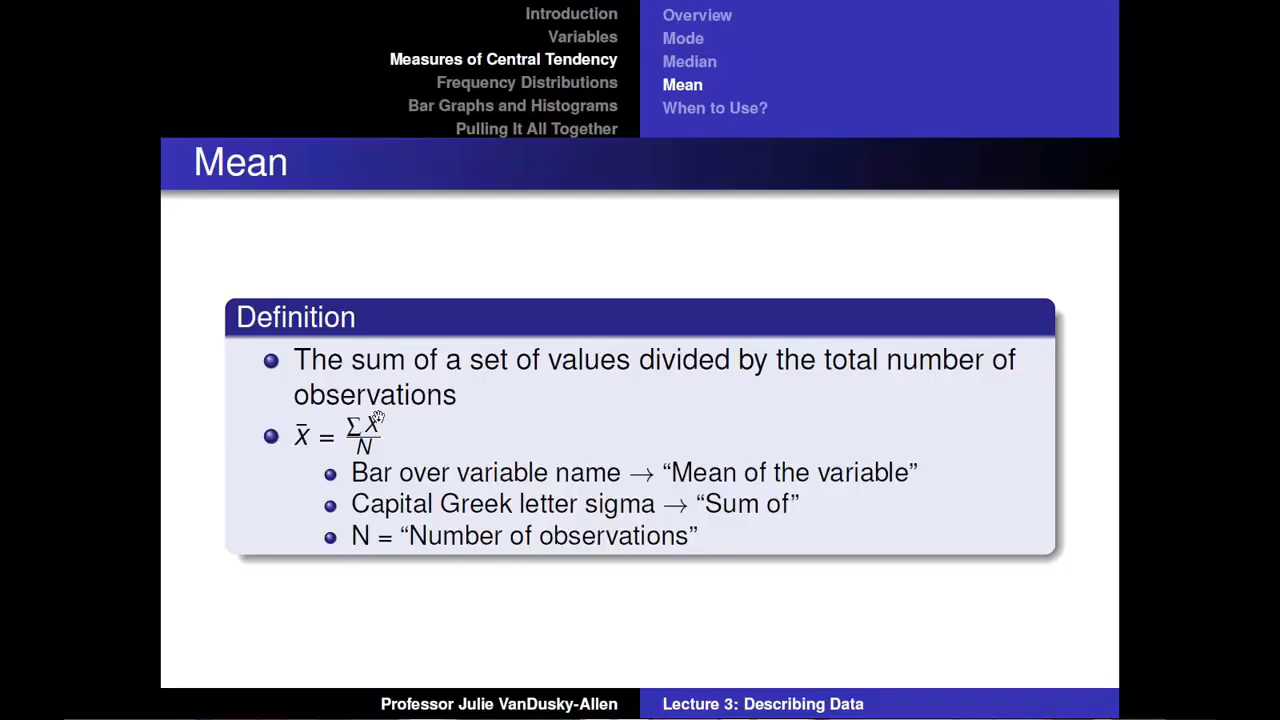 Introduction
Variables
Measures of Central Tendency
Frequency Distributions
Bar Graphs and Histograms
Pulling It All Together
Overview
Mode
Median
Mean
When to Use?
Mean
Definition
The sum of a set of values divided by the total number of
observations
X̄ = ∑ X / N
Bar over variable name → “Mean of the variable”
Capital Greek letter sigma → “Sum of”
N = “Number of observations”
Professor Julie VanDusky-Allen
Lecture 3: Describing Data